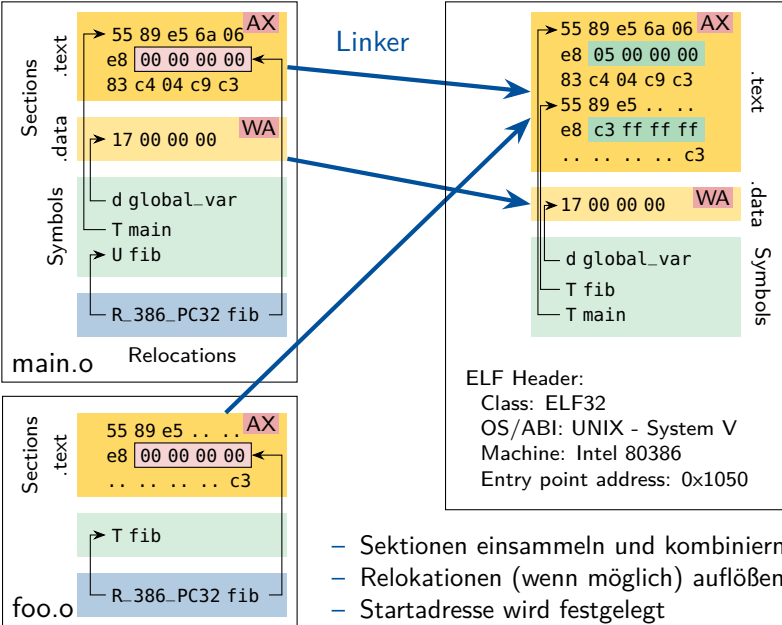 Sections
.text
AX
55 89 e5 6a 06
e8 00 00 00 00
83 c4 04 c9 c3
.data
WA
17 00 00 00
Symbols
d global_var
T main
U fib
R_386_PC32 fib
main.o
Relocations
Linker
Sections
.text
AX
55 89 e5 .. ..
e8 00 00 00 00
.. .. .. .. c3
T fib
R_386_PC32 fib
foo.o
AX
55 89 e5 6a 06
e8 05 00 00 00
83 c4 04 c9 c3
55 89 e5 .. ..
e8 c3 ff ff ff
.. .. .. .. c3
.text
WA
17 00 00 00
.data
d global_var
T fib
T main
Symbols
ELF Header:
Class: ELF32
OS/ABI: UNIX - System V
Machine: Intel 80386
Entry point address: 0x1050
– Sektionen einsammeln und kombiniern
– Relokationen (wenn möglich) auflößen
– Startadresse wird festgelegt